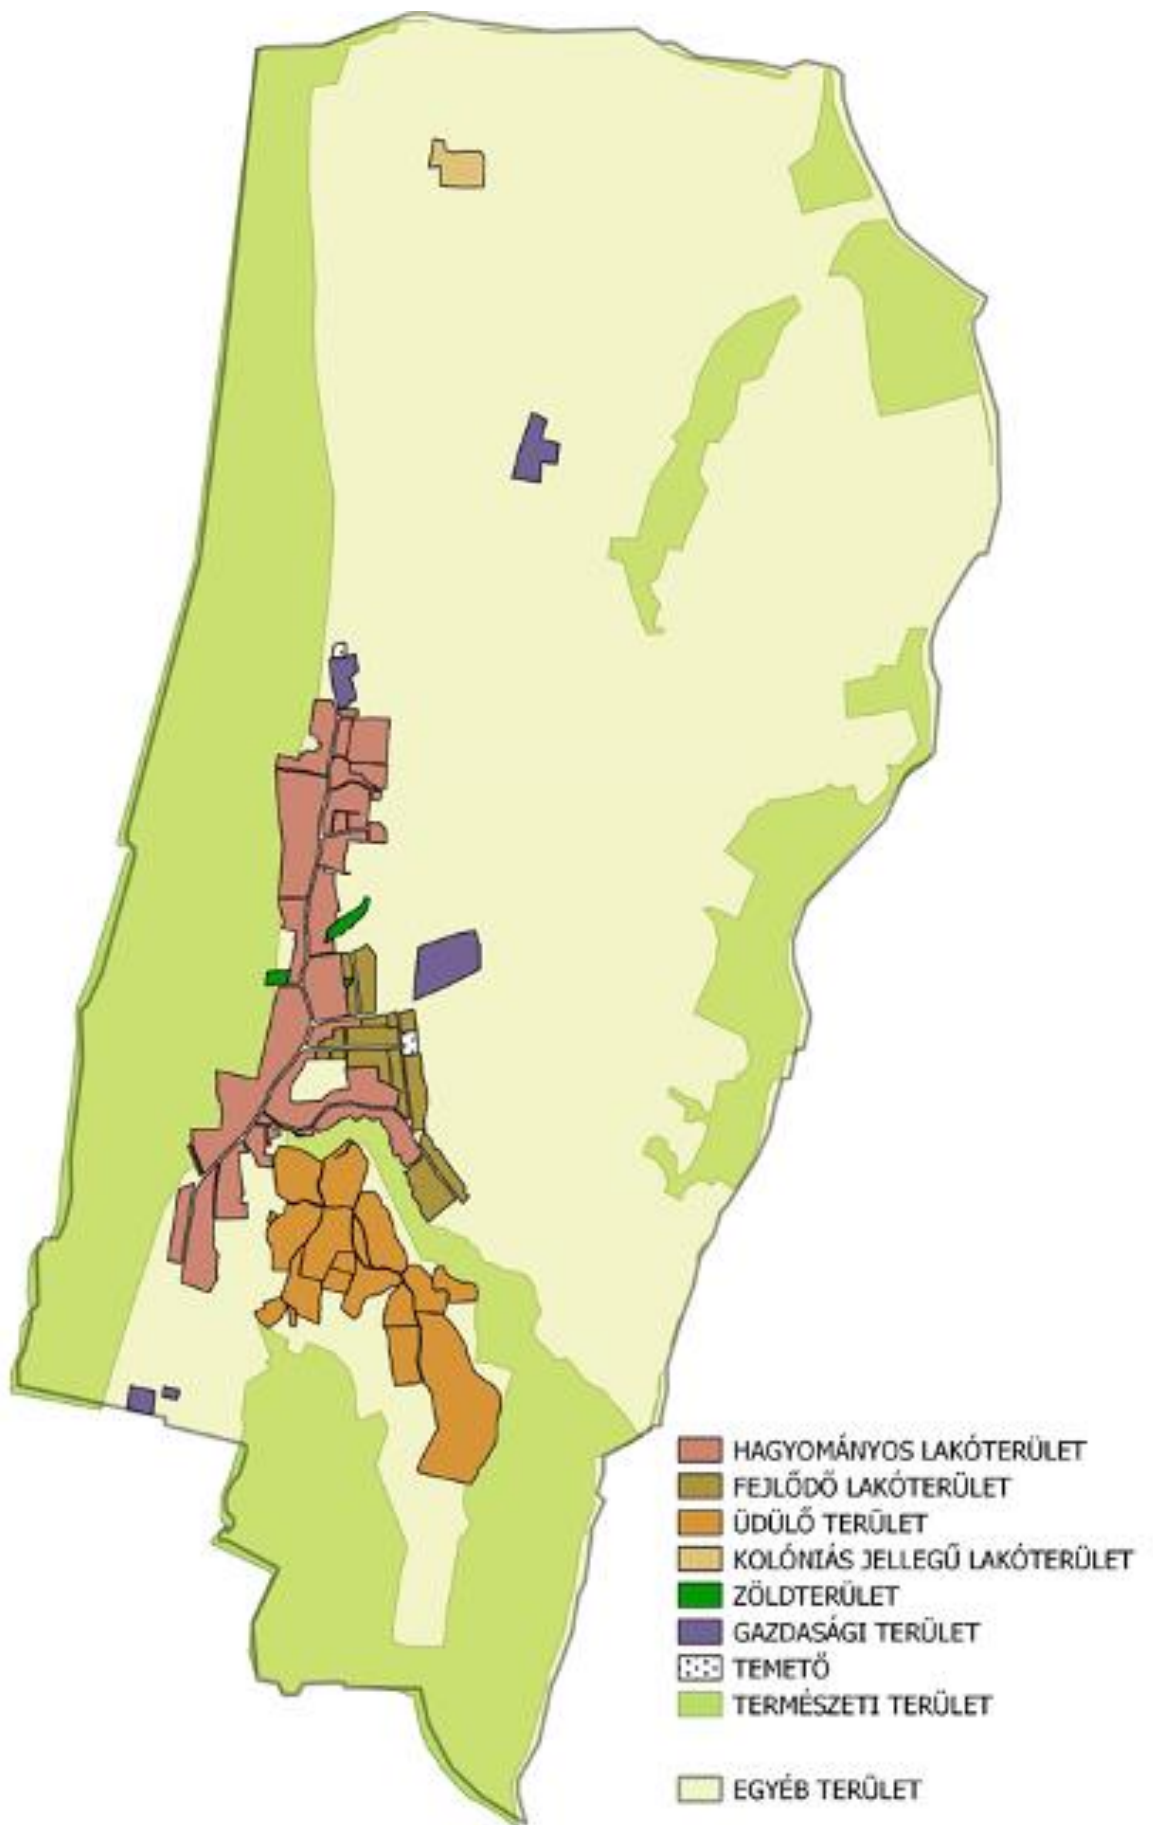 HAGYOMÁNYOS LAKÓTERÜLET
FEJLŐDŐ LAKÓTERÜLET
ÜDÜLŐ TERÜLET
KOLÓNIÁS JELLEGŰ LAKÓTERÜLET
ZÖLDTERÜLET
GAZDASÁGI TERÜLET
TEMETŐ
TERMÉSZETI TERÜLET
EGYÉB TERÜLET